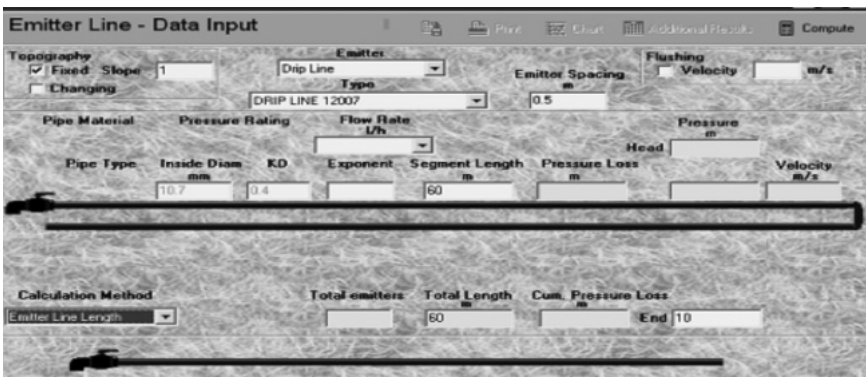 Emitter Line - Data Input
Print Chart Additional Results Compute
Topography Emitter Flushing
Fixed Slope 1 Drip Line Emitter Spacing Velocity m/s
Changing Type m
DRIP LINE 12007 0.5
Pipe Material Pressure Rating Flow Rate Pressure
l/h m
Head
Pipe Type Inside Diam KD Exponent Segment Length Pressure Loss Velocity
mm m m m/s
10.7 0.4 60
Calculation Method Total emitters Total Length Cum. Pressure Loss
m m
Emitter Line Length 60 End 10